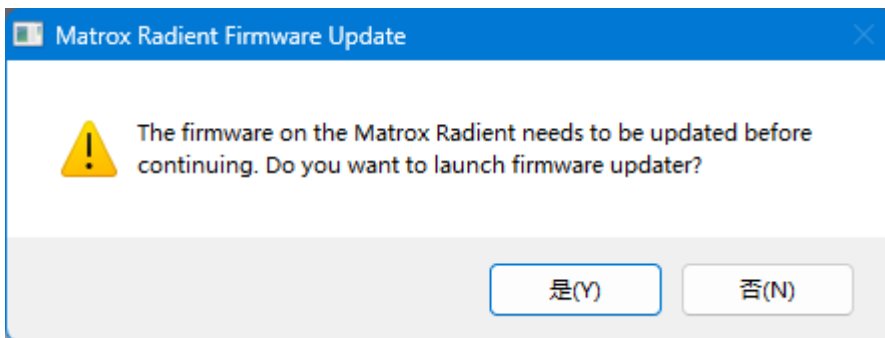 Matrox Radient Firmware Update
The firmware on the Matrox Radient needs to be updated before
continuing. Do you want to launch firmware updater?
是(Y)
否(N)